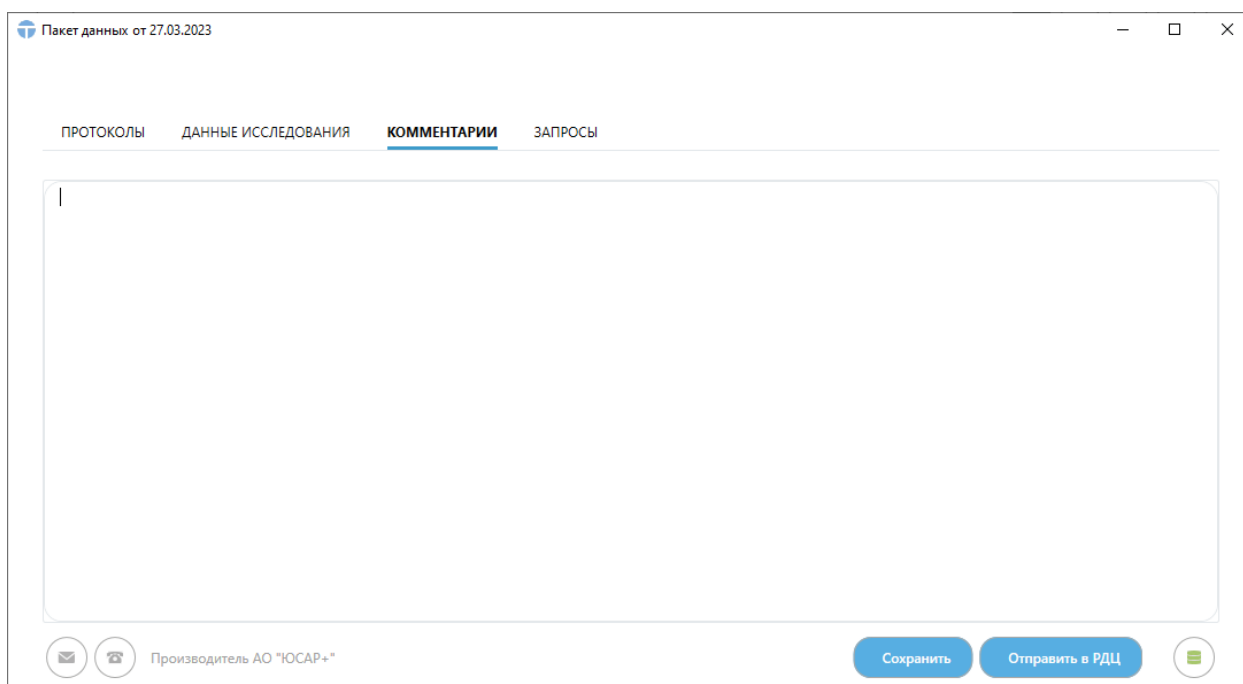 Пакет данных от 27.03.2023
ПРОТОКОЛЫ ДАННЫЕ ИССЛЕДОВАНИЯ КОММЕНТАРИИ ЗАПРОСЫ
Производитель АО "ЮСАР+" Сохранить Отправить в РДЦ